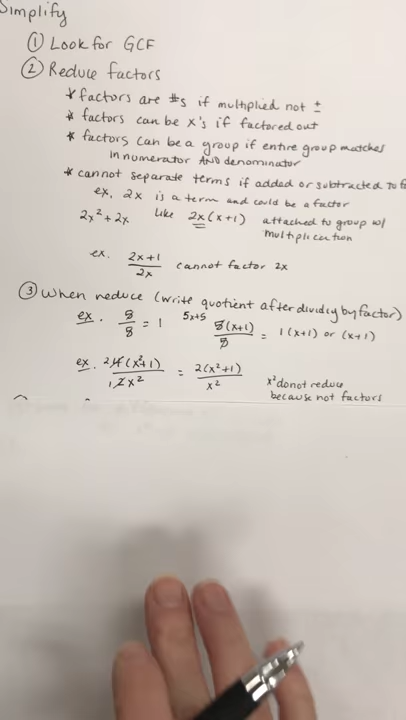 Simplify
① Look for GCF
② Reduce factors
* factors are #s if multiplied not ±
* factors can be x's if factored out
* factors can be a group if entire group matches
in numerator AND denominator
* cannot separate terms if added or subtracted to
ex, 2x is a term and could be a factor
2x² + 2x like 2x(x+1) attached to group w/
multiplication
ex. (2x+1)/2x cannot factor 2x
③ When reduce (write quotient after dividing by factor)
ex. 8/8 = 1 5x+5 5(x+1)/5 = 1(x+1) or (x+1)
ex. 2 4(x²+1)/1 2x² = 2(x²+1)/x² x² do not reduce
because not factors